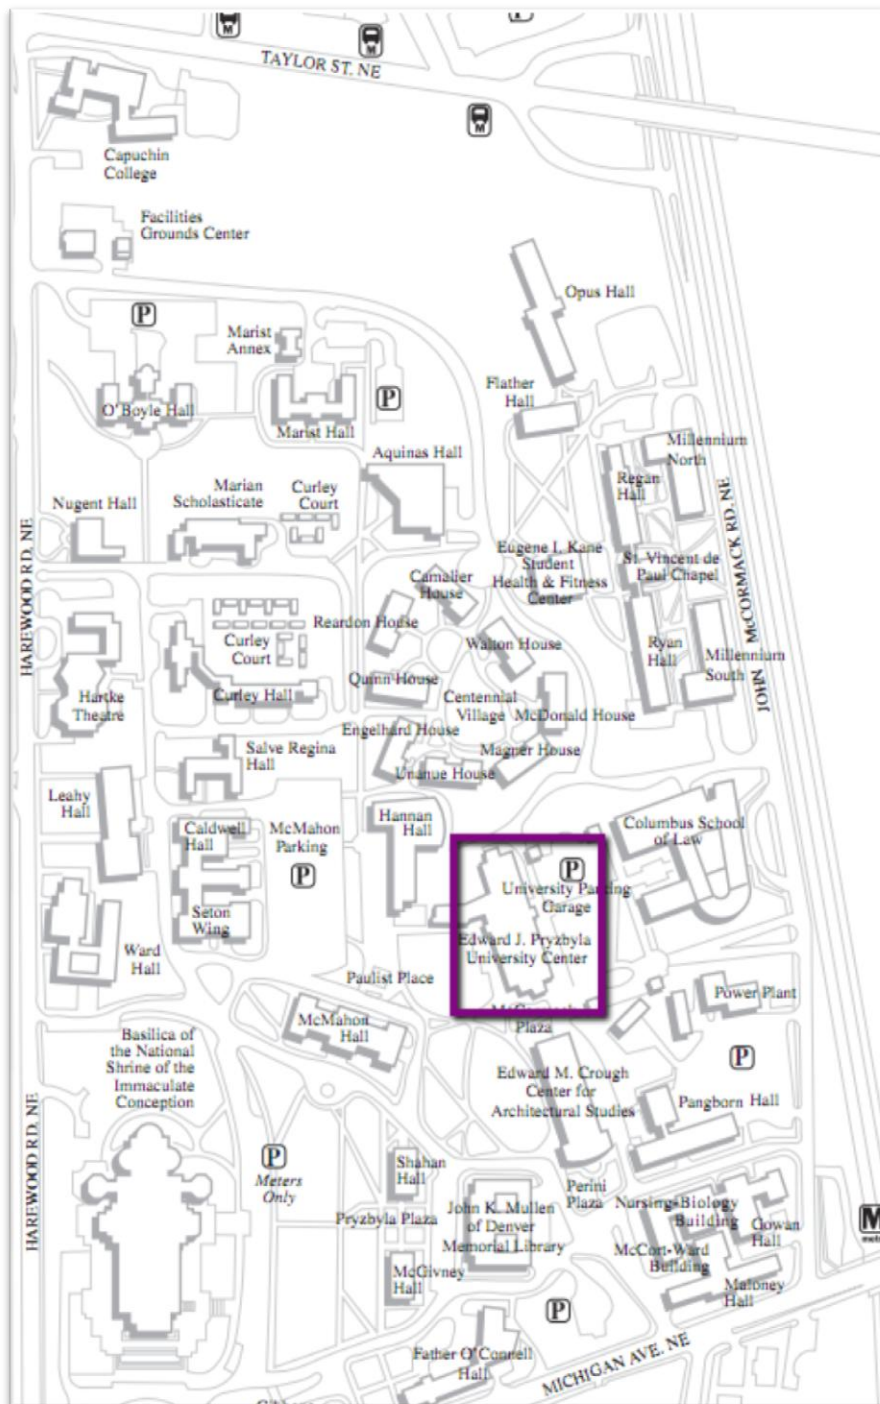 TAYLOR ST. NE
M
M
M
Capuchin
College
Facilities
Grounds Center
Opus Hall
P
Marist
Annex
Flather
Hall
P
O'Boyle Hall
Marist Hall
Millennium
North
Aquinas Hall
Regan
Hall
Marian
Scholasticate
Curley
Court
Nugent Hall
HAREWOOD RD, NE
JOHN McCORMACK RD. NE
Eugene I. Kane
Student
Health & Fitness
Center
St. Vincent de
Paul Chapel
Camalier
House
Reardon House
Curley
Court
Walton House
Ryan
Hall
Millennium
South
Quinn House
Curley Hall
Hartke
Theatre
Centennial
Village
McDonald House
Engelhard House
Magner House
Unanue House
Salve Regina
Hall
Leahy
Hall
Hannan
Hall
Caldwell
Hall
McMahon
Parking
P
Columbus School
of Law
P
University Parking
Garage
Seton
Wing
Edward J. Pryzbyla
University Center
Ward
Hall
Paulist Place
Power Plant
McMahon
Hall
Plaza
Basilica of
the National
Shrine of the
Immaculate
Conception
P
Edward M. Crough
Center for
Architectural Studies
Pangborn Hall
HAREWOOD RD, NE
P
Meters
Only
Shahan
Hall
Perini
Plaza
Pryzbyla Plaza
John K. Mullen
of Denver
Memorial Library
Nursing-Biology
Building
Gowan
Hall
M
McCort-Ward
Building
McGivney
Hall
Maloney
Hall
P
Father O'Connell
Hall
MICHIGAN AVE. NE